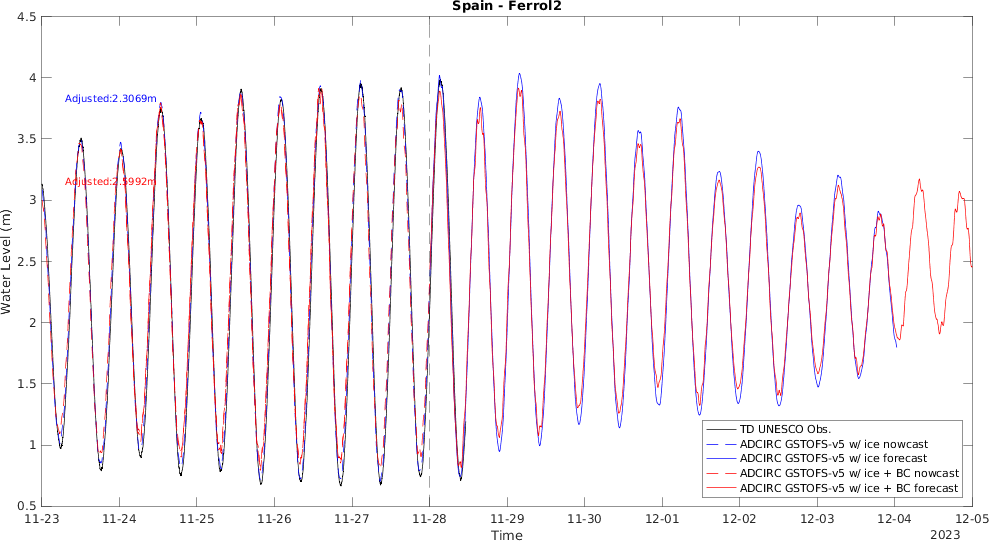 Spain - Ferrol2
4.5
4
3.5
3
2.5
2
1.5
1
0.5
Water Level (m)
Adjusted:2.3069m
Adjusted:2.5992m
TD UNESCO Obs.
ADCIRC GSTOFS-v5 w/ ice nowcast
ADCIRC GSTOFS-v5 w/ ice forecast
ADCIRC GSTOFS-v5 w/ ice + BC nowcast
ADCIRC GSTOFS-v5 w/ ice + BC forecast
11-23 11-24 11-25 11-26 11-27 11-28 11-29 11-30 12-01 12-02 12-03 12-04 12-05
Time
2023